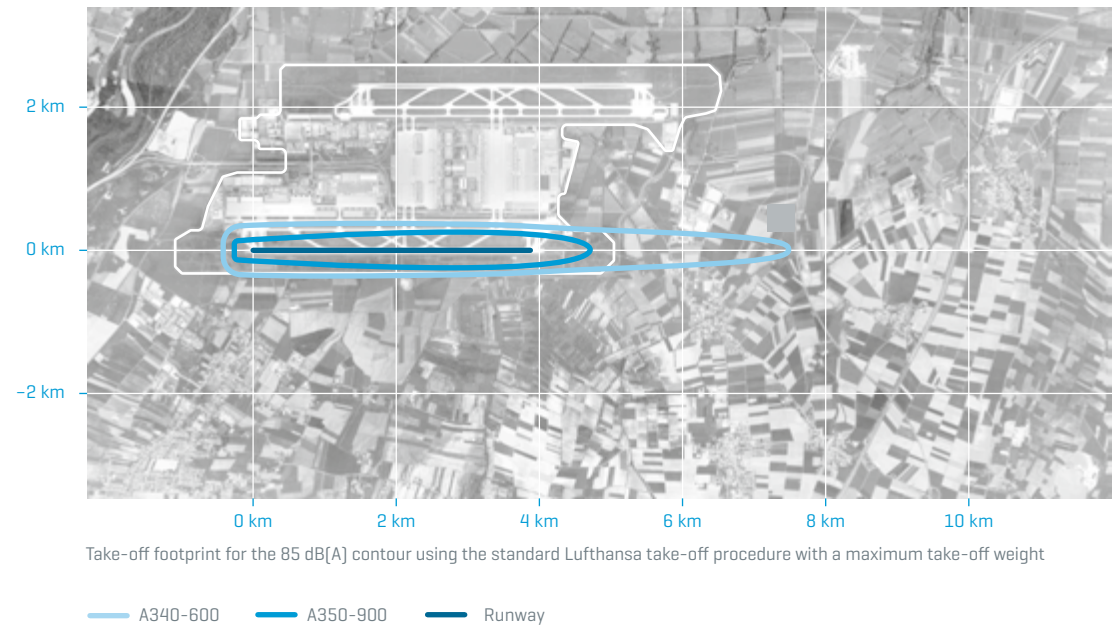 2 km
0 km
−2 km
0 km 2 km 4 km 6 km 8 km 10 km
Take-off footprint for the 85 dB(A) contour using the standard Lufthansa take-off procedure with a maximum take-off weight
A340-600 A350-900 Runway